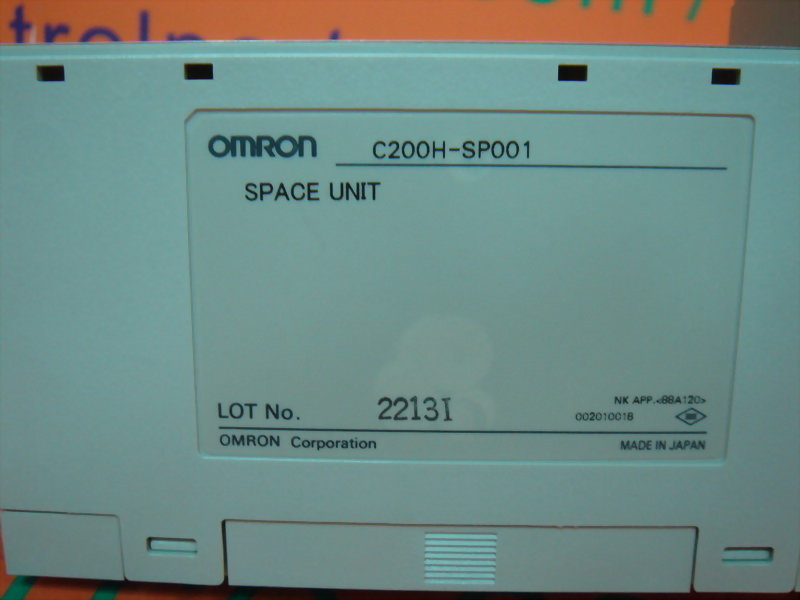 OMRON C200H-SP001
SPACE UNIT
LOT No. 2213I
NK APP.<88A120>
002010018
OMRON Corporation MADE IN JAPAN